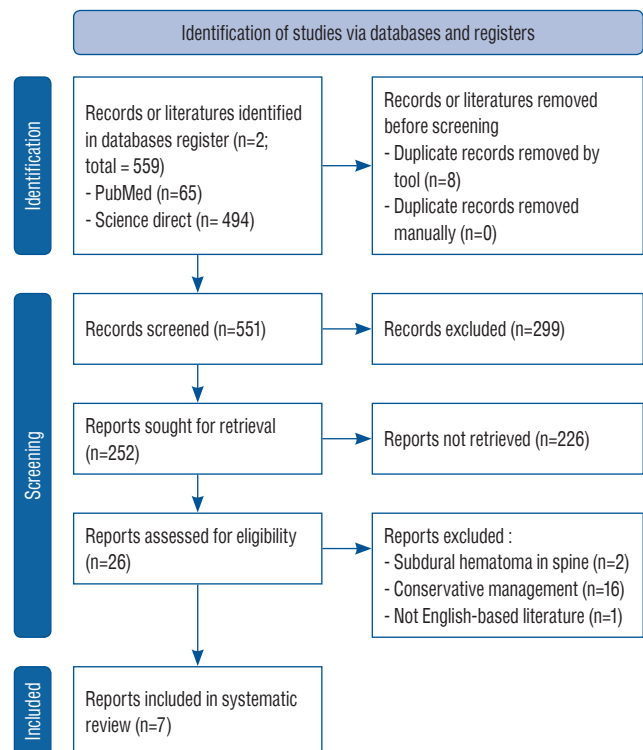 Identification of studies via databases and registers
Identification
Records or literatures identified
in databases register (n=2;
total = 559)
- PubMed (n=65)
- Science direct (n= 494)
Records or literatures removed
before screening
- Duplicate records removed by
tool (n=8)
- Duplicate records removed
manually (n=0)
Screening
Records screened (n=551)
Records excluded (n=299)
Reports sought for retrieval
(n=252)
Reports not retrieved (n=226)
Reports assessed for eligibility
(n=26)
Reports excluded :
- Subdural hematoma in spine (n=2)
- Conservative management (n=16)
- Not English-based literature (n=1)
Included
Reports included in systematic
review (n=7)